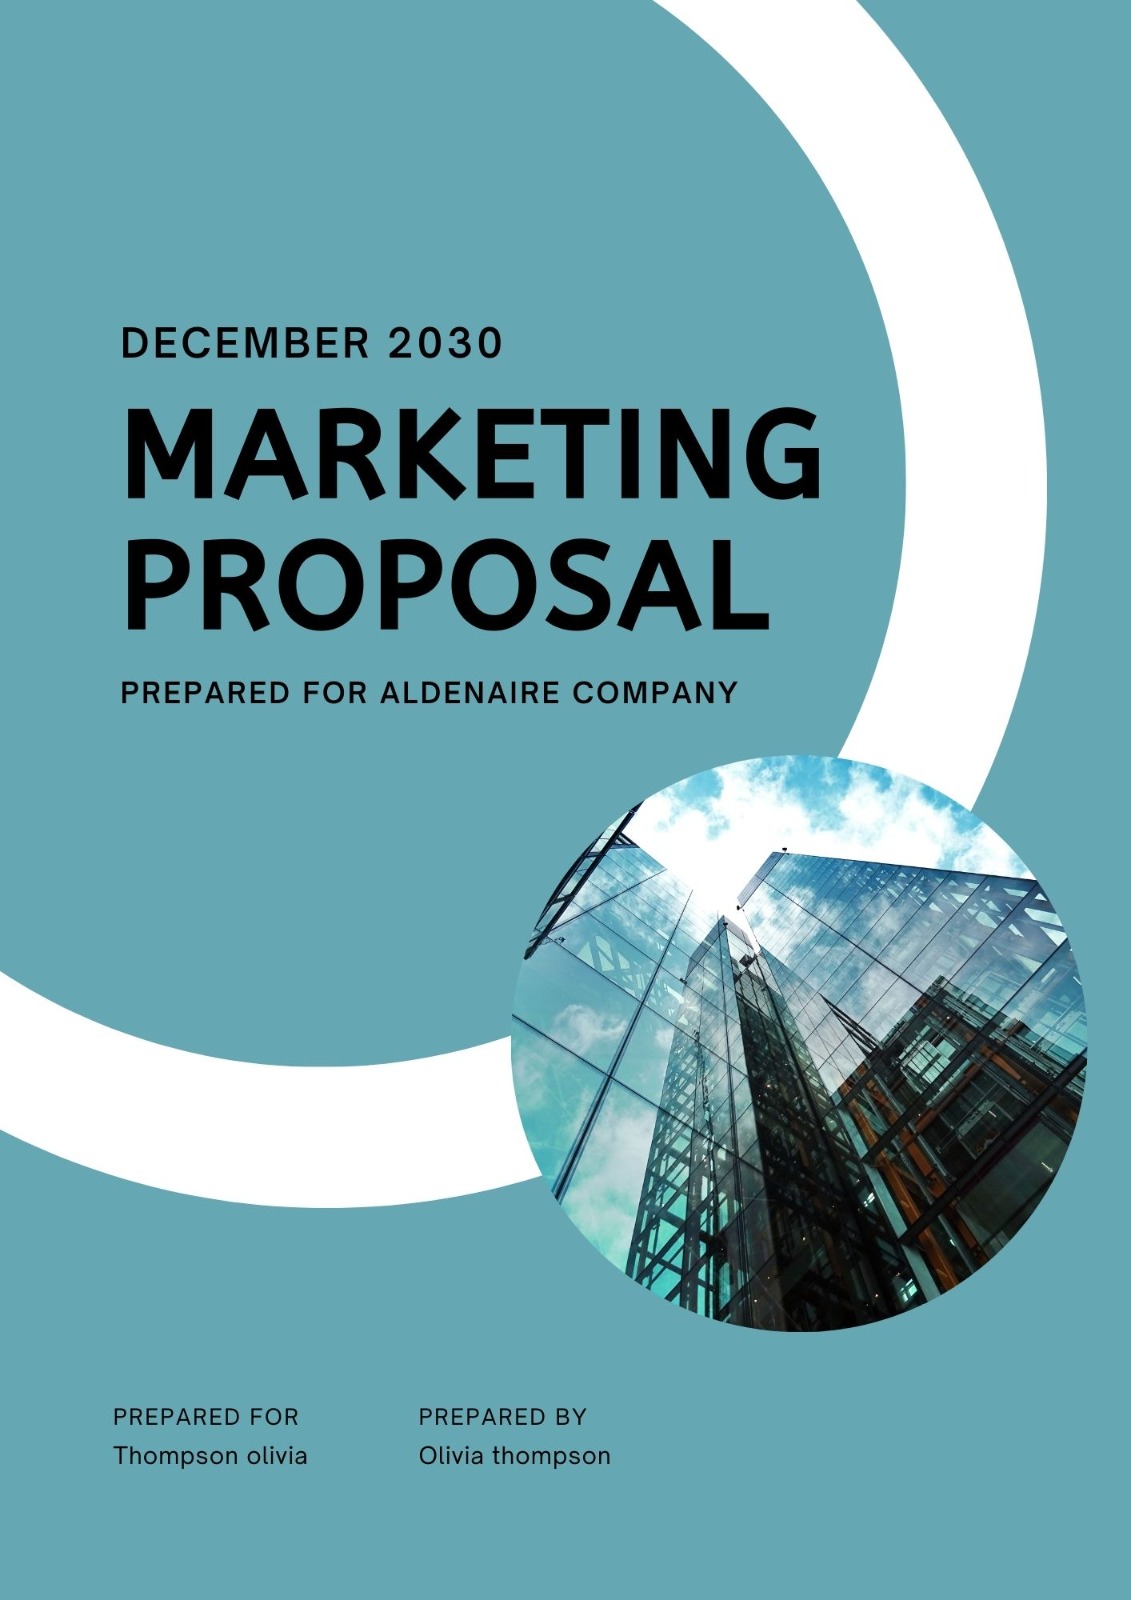 DECEMBER 2030
MARKETING
PROPOSAL
PREPARED FOR ALDENAIRE COMPANY
PREPARED FOR
Thompson olivia
PREPARED BY
Olivia thompson